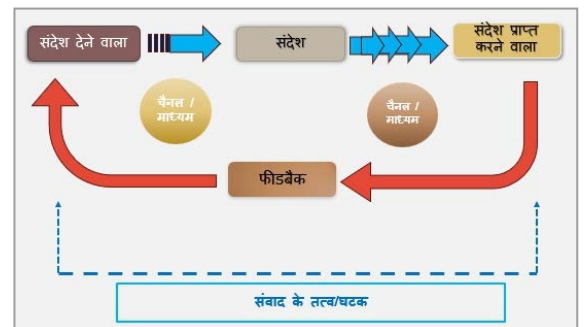 संदेश देने वाला
संदेश
संदेश प्राप्त
करने वाला
चैनल /
माध्यम
चैनल /
माध्यम
फीडबैक
संवाद के तत्व/घटक